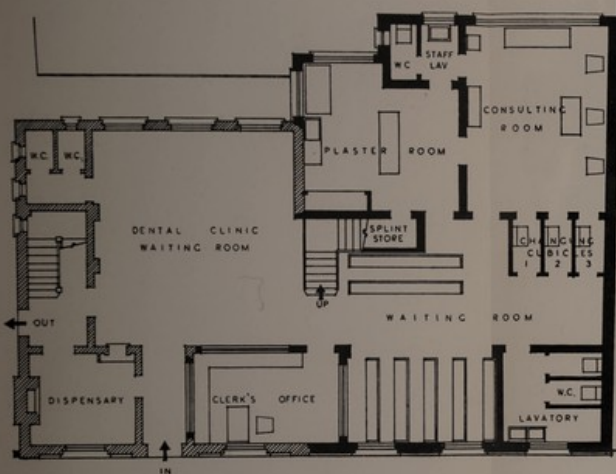 W.C
STAFF
LAV
CONSULTING
ROOM
PLASTER ROOM
W.C.
W.C.
DENTAL CLINIC
WAITING ROOM
SPLINT
STORE
CHANGING
CUBICLES
1
2
3
UP
OUT
WAITING ROOM
DISPENSARY
CLERK'S OFFICE
W.C.
LAVATORY
IN